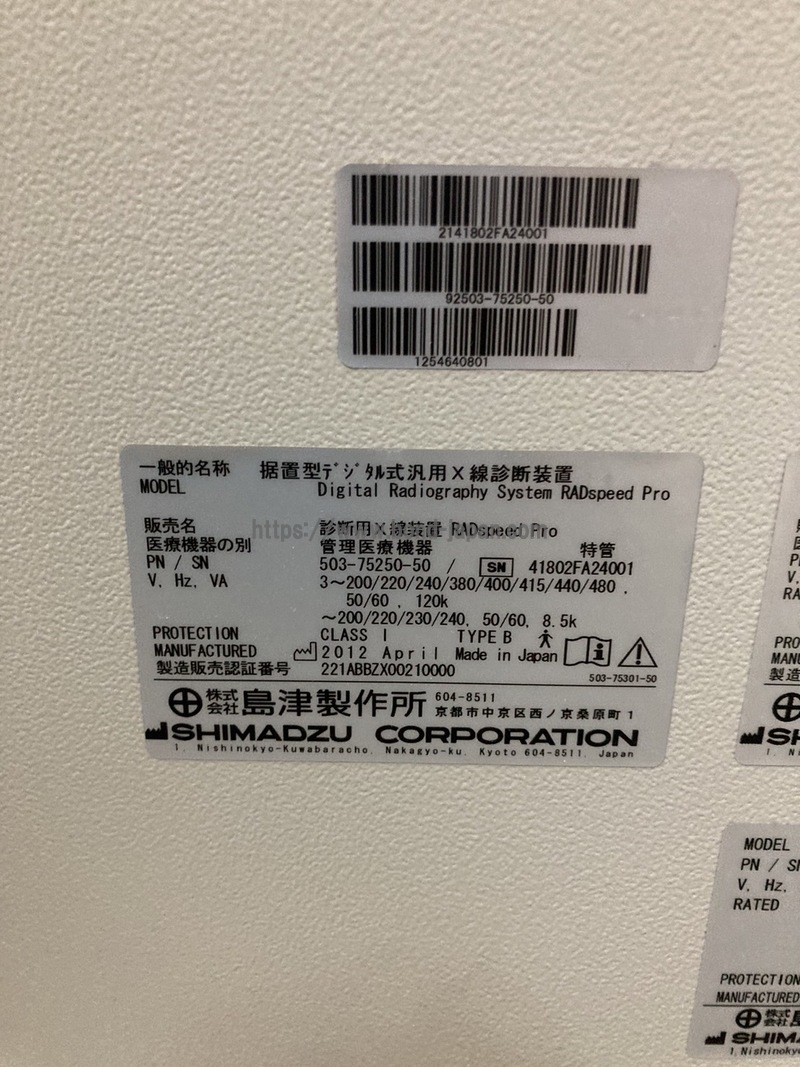 2141802FA24001
92503-75250-50
1254640801
一般的名称 据置型ﾃﾞｼﾞﾀﾙ式汎用X線診断装置
MODEL Digital Radiography System RADspeed Pro
販売名 診断用X線装置 RADspeed Pro
医療機器の別 管理医療機器 特管
PN / SN 503-75250-50 / SN 41802FA24001
V, Hz, VA 3～200/220/240/380/400/415/440/480,
50/60, 120k
～200/220/230/240, 50/60, 8.5k
PROTECTION CLASS I TYPE B
MANUFACTURED 2012 April Made in Japan
製造販売認証番号 221ABBZX00210000
503-75301-50
株式会社 島津製作所 604-8511
京都市中京区西ノ京桑原町1
SHIMADZU CORPORATION
1, Nishinokyo-Kuwabaracho, Nakagyo-ku, Kyoto 604-8511, Japan
MODEL
PN / S
V, Hz,
RATED
PROTECTION
MANUFACTURED
株式会社
SHIM
1, Nishinoky